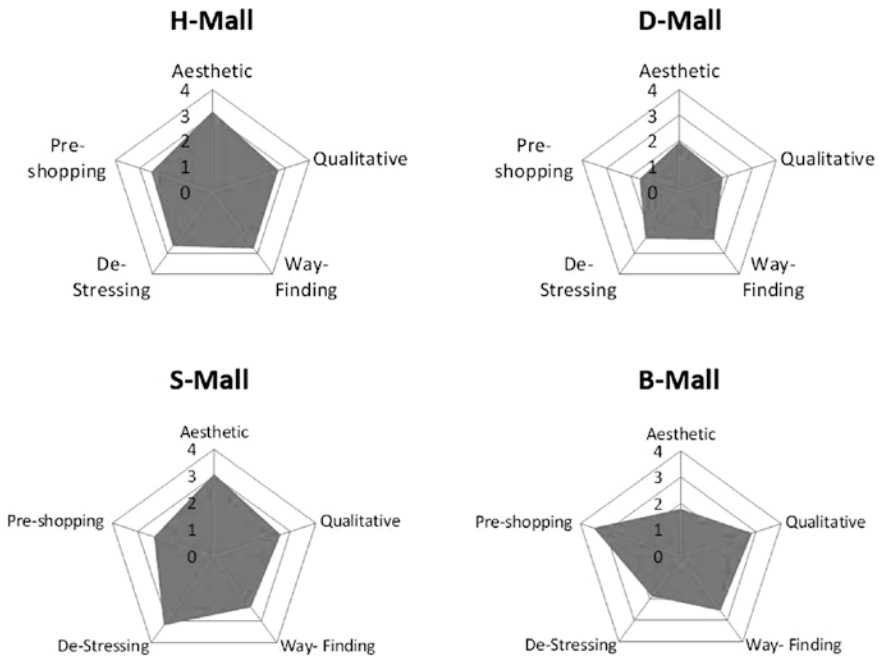 H-Mall
Aesthetic
4
3
2
1
0
Pre-
shopping
Qualitative
De-
Stressing
Way-
Finding
D-Mall
Aesthetic
4
3
2
1
0
Pre-
shopping
Qualitative
De-
Stressing
Way-
Finding
S-Mall
Aesthetic
4
3
2
1
0
Pre-shopping
Qualitative
De-Stressing
Way- Finding
B-Mall
Aesthetic
4
3
2
1
0
Pre-shopping
Qualitative
De-Stressing
Way- Finding